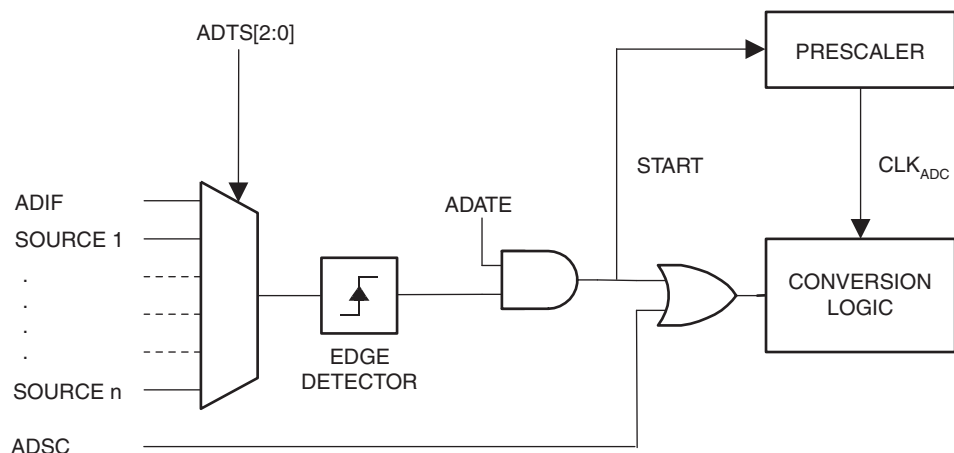 ADTS[2:0]
PRESCALER
START
CLKADC
ADIF
ADATE
SOURCE 1
.
.
.
.
CONVERSION
LOGIC
EDGE
DETECTOR
SOURCE n
ADSC